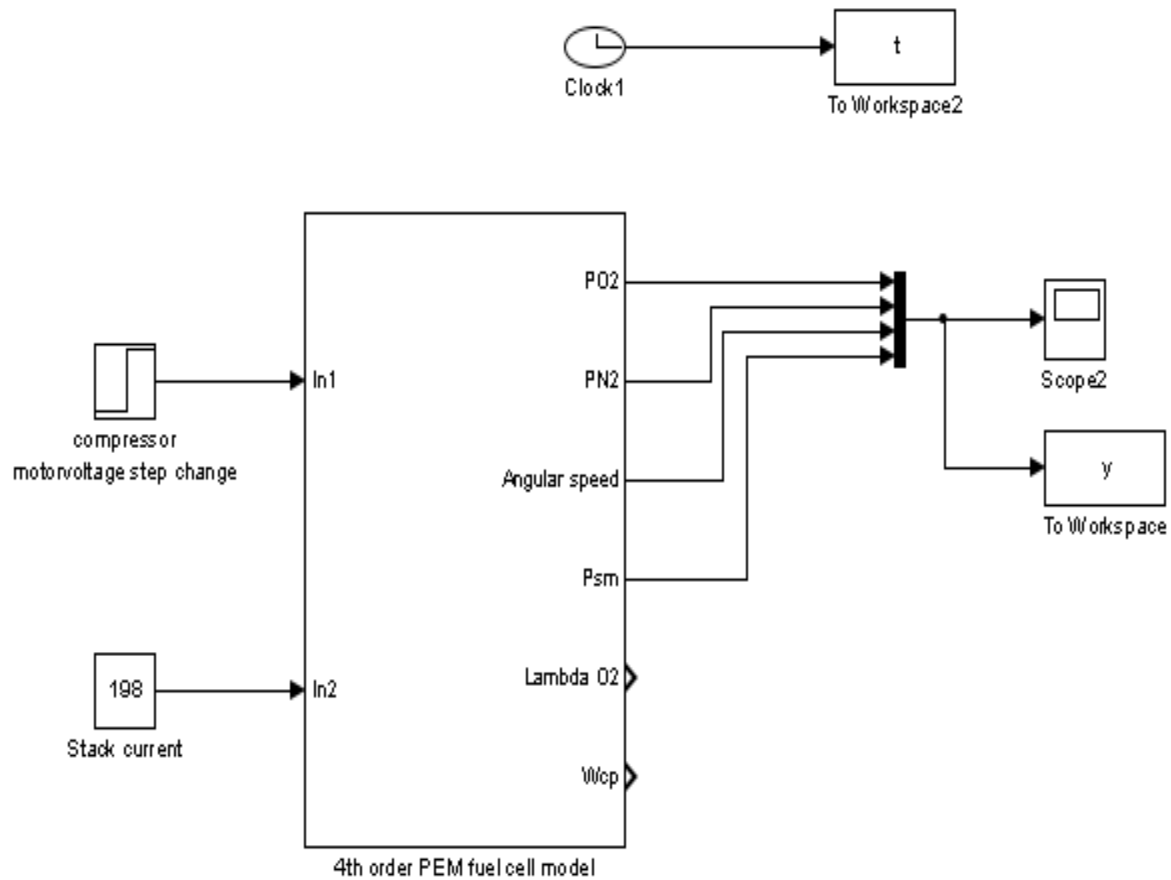 t
Clock1
To Workspace2
PO2
PN2
Scope2
In1
compressor
motorvoltage step change
Angular speed
y
To Workspace
Psm
Lambda O2
198
In2
Stack current
Wcp
4th order PEM fuel cell model